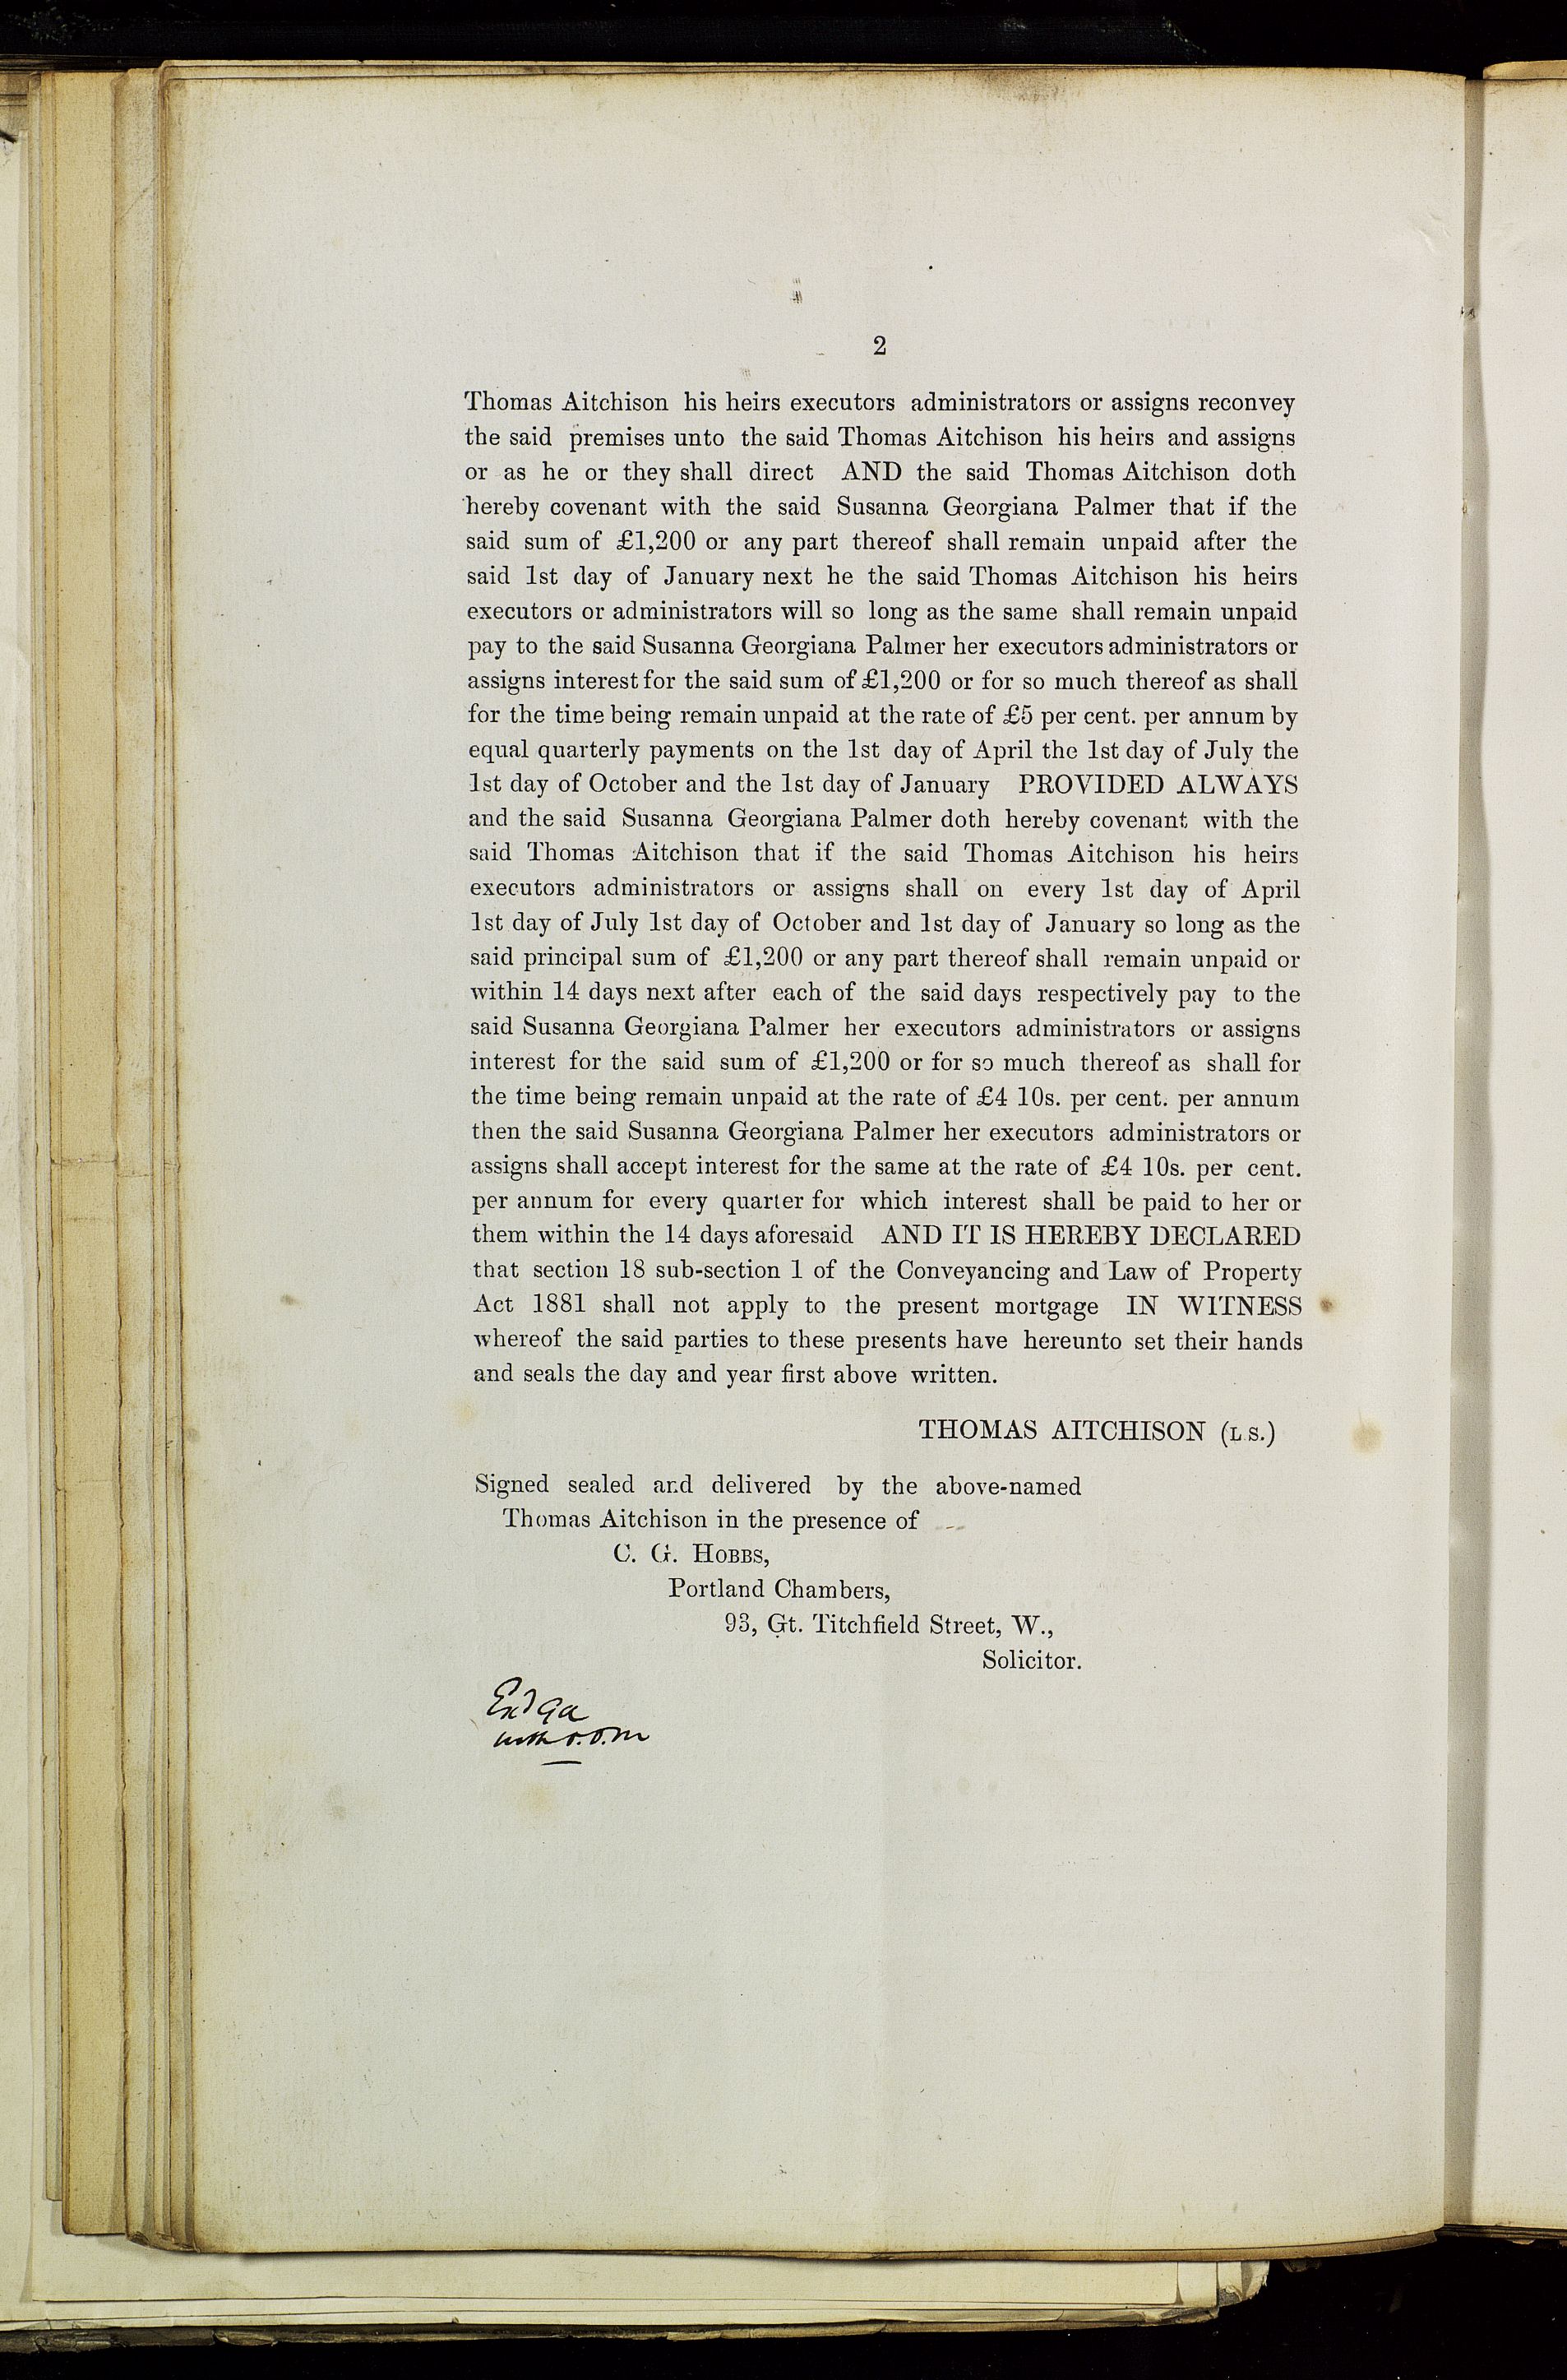 2
Thomas Aitchison his heirs executors administrators or assigns reconvey
the said premises unto the said Thomas Aitchison his heirs and assigns
or as he or they shall direct AND the said Thomas Aitchison doth
hereby covenant with the said Susanna Georgiana Palmer that if the
said sum of £1,200 or any part thereof shall remain unpaid after the
said 1st day of January next he the said Thomas Aitchison his heirs
executors or administrators will so long as the same shall remain unpaid
pay to the said Susanna Georgiana Palmer her executors administrators or
assigns interest for the said sum of £1,200 or for so much thereof as shall
for the time being remain unpaid at the rate of £5 per cent. per annum by
equal quarterly payments on the 1st day of April the 1st day of July the
1st day of October and the 1st day of January PROVIDED ALWAYS
and the said Susanna Georgiana Palmer doth hereby covenant with the
said Thomas Aitchison that if the said Thomas Aitchison his heirs
executors administrators or assigns shall on every 1st day of April
1st day of July 1st day of October and 1st day of January so long as the
said principal sum of £1,200 or any part thereof shall remain unpaid or
within 14 days next after each of the said days respectively pay to the
said Susanna Georgiana Palmer her executors administrators or assigns
interest for the said sum of £1,200 or for so much thereof as shall for
the time being remain unpaid at the rate of £4 10s. per cent. per annum
then the said Susanna Georgiana Palmer her executors administrators or
assigns shall accept interest for the same at the rate of £4 10s. per cent.
per annum for every quarter for which interest shall be paid to her or
them within the 14 days aforesaid AND IT IS HEREBY DECLARED
that section 18 sub-section 1 of the Conveyancing and Law of Property
Act 1881 shall not apply to the present mortgage IN WITNESS
whereof the said parties to these presents have hereunto set their hands
and seals the day and year first above written.
THOMAS AITCHISON (L.S.)
Signed sealed and delivered by the above-named
Thomas Aitchison in the presence of
C. G. HOBBS,
Portland Chambers,
93, Gt. Titchfield Street, W.,
Solicitor.
with